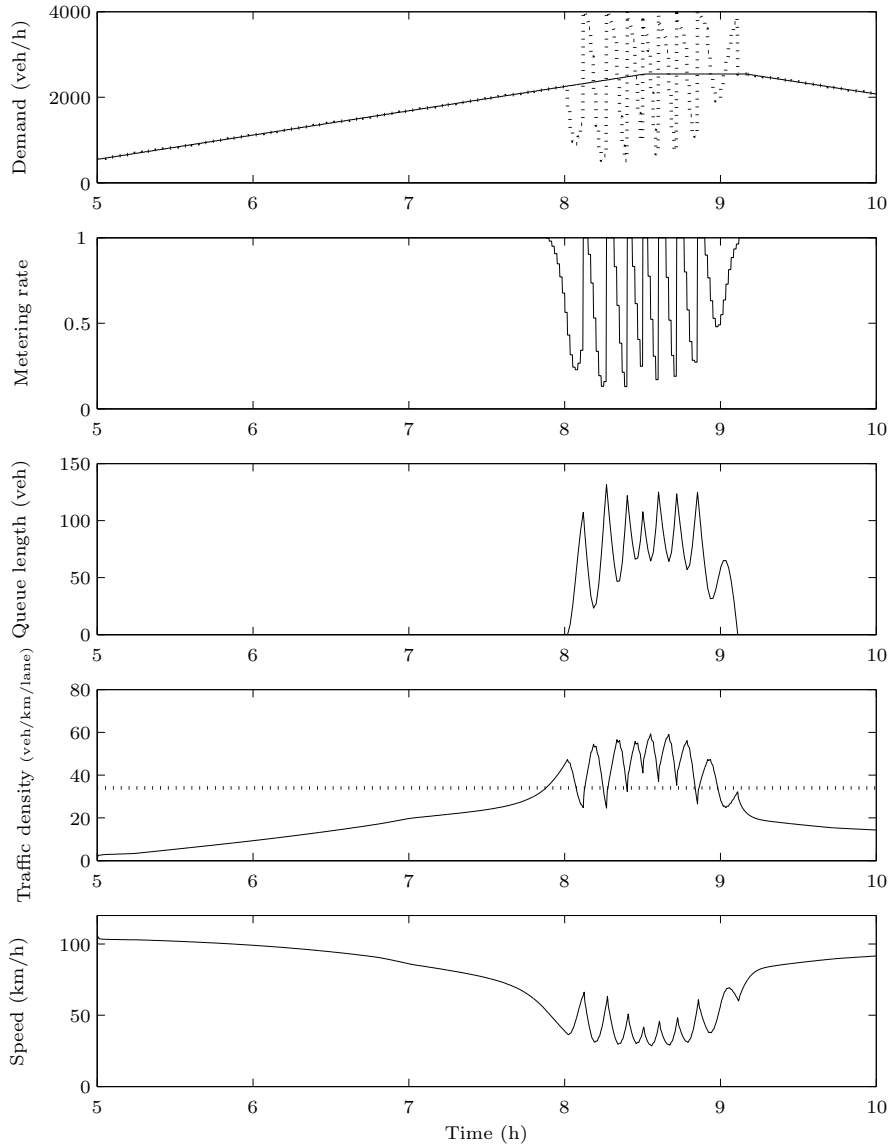 Demand (veh/h)
4000
2000
0
5 6 7 8 9 10
Metering rate
1
0.5
0
5 6 7 8 9 10
Queue length (veh)
150
100
50
0
5 6 7 8 9 10
Traffic density (veh/km/lane)
80
60
40
20
0
5 6 7 8 9 10
Speed (km/h)
100
50
0
5 6 7 8 9 10
Time (h)